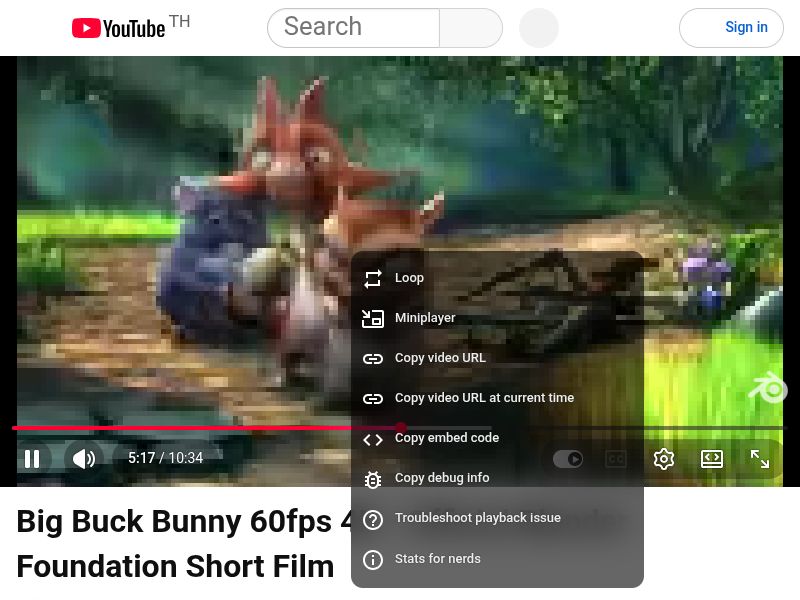 YouTube TH
Search
Sign in
Loop
Miniplayer
Copy video URL
Copy video URL at current time
Copy embed code
Copy debug info
Troubleshoot playback issue
Stats for nerds
5:17 / 10:34
CC
Big Buck Bunny 60fps
Foundation Short Film